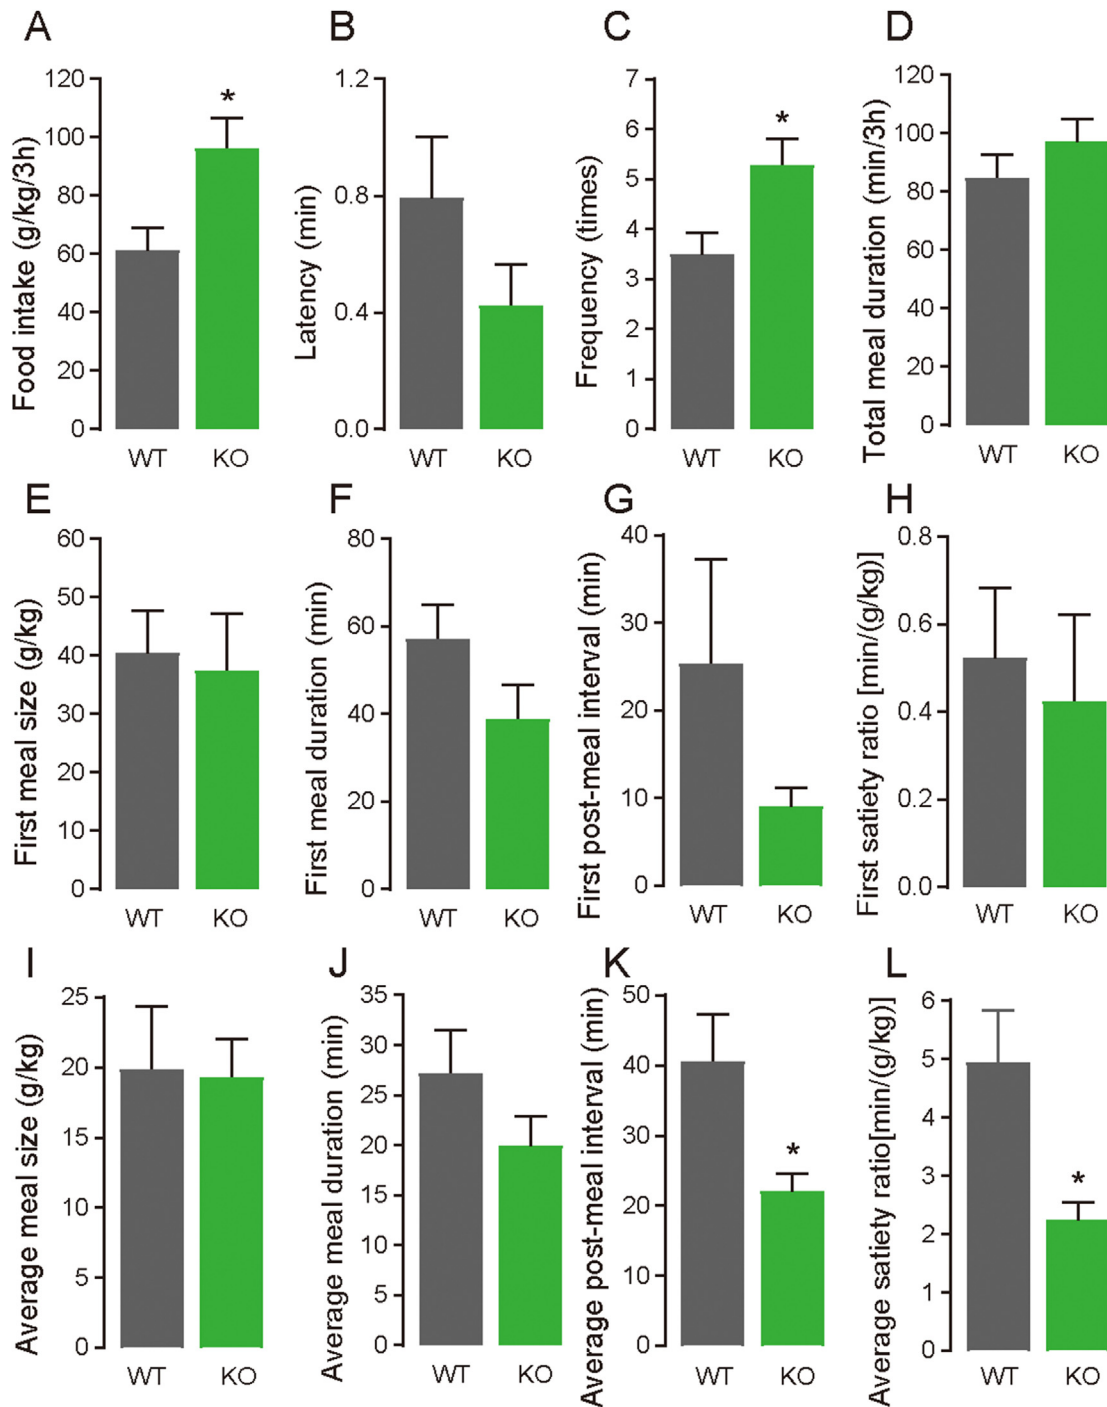 A
Food intake (g/kg/3h)
120
100
80
60
40
20
0
*
WT KO
B
Latency (min)
1.2
0.8
0.4
0.0
WT KO
C
Frequency (times)
7
6
5
4
3
2
1
0
*
WT KO
D
Total meal duration (min/3h)
120
100
80
60
40
20
0
WT KO
E
First meal size (g/kg)
60
50
40
30
20
10
0
WT KO
F
First meal duration (min)
80
60
40
20
0
WT KO
G
First post-meal interval (min)
40
30
20
10
0
WT KO
H
First satiety ratio [min/(g/kg)]
0.8
0.6
0.4
0.2
0.0
WT KO
I
Average meal size (g/kg)
25
20
15
10
5
0
WT KO
J
Average meal duration (min)
35
30
25
20
15
10
5
0
WT KO
K
Average post-meal interval (min)
50
40
30
20
10
0
*
WT KO
L
Average satiety ratio[min/(g/kg)]
6
5
4
3
2
1
0
*
WT KO